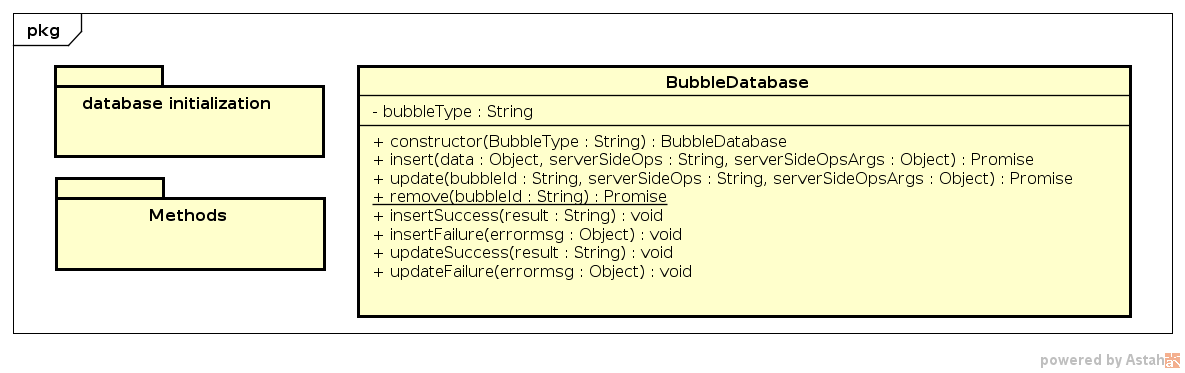 pkg
database initialization
Methods
BubbleDatabase
- bubbleType : String
+ constructor(BubbleType : String) : BubbleDatabase
+ insert(data : Object, serverSideOps : String, serverSideOpsArgs : Object) : Promise
+ update(bubbleId : String, serverSideOps : String, serverSideOpsArgs : Object) : Promise
+ remove(bubbleId : String) : Promise
+ insertSuccess(result : String) : void
+ insertFailure(errormsg : Object) : void
+ updateSuccess(result : String) : void
+ updateFailure(errormsg : Object) : void
powered by Astah